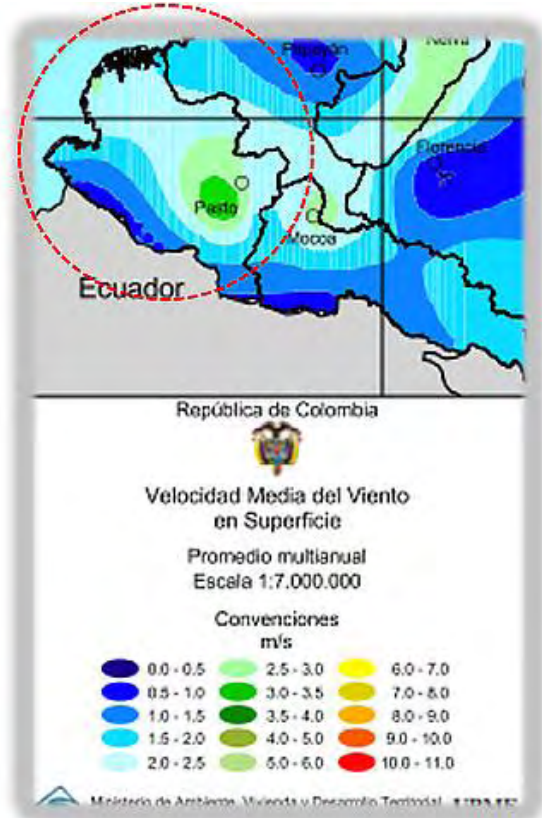 Popayán
Neiva
Florencia
Pasto
Mocoa
Ecuador
República de Colombia
Velocidad Media del Viento
en Superficie
Promedio multianual
Escala 1:7.000.000
Convenciones
m/s
0.0 - 0.5 2.5 - 3.0 6.0 - 7.0
0.5 - 1.0 3.0 - 3.5 7.0 - 8.0
1.0 - 1.5 3.5 - 4.0 8.0 - 9.0
1.5 - 2.0 4.0 - 5.0 9.0 - 10.0
2.0 - 2.5 5.0 - 6.0 10.0 - 11.0
Ministerio de Ambiente, Vivienda y Desarrollo Territorial UPME